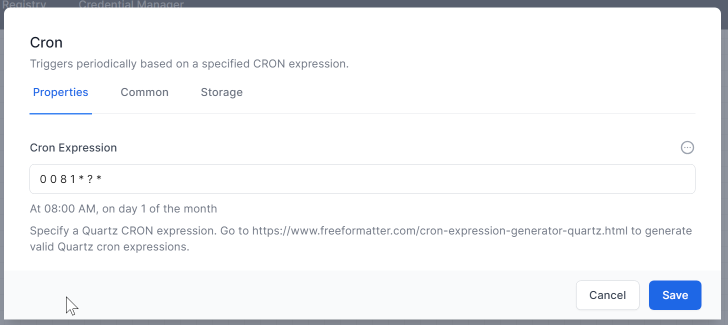 Registry Credential Manager
Cron
Triggers periodically based on a specified CRON expression.
Properties Common Storage
Cron Expression
0 0 8 1 * ? *
At 08:00 AM, on day 1 of the month
Specify a Quartz CRON expression. Go to https://www.freeformatter.com/cron-expression-generator-quartz.html to generate
valid Quartz cron expressions.
Cancel Save